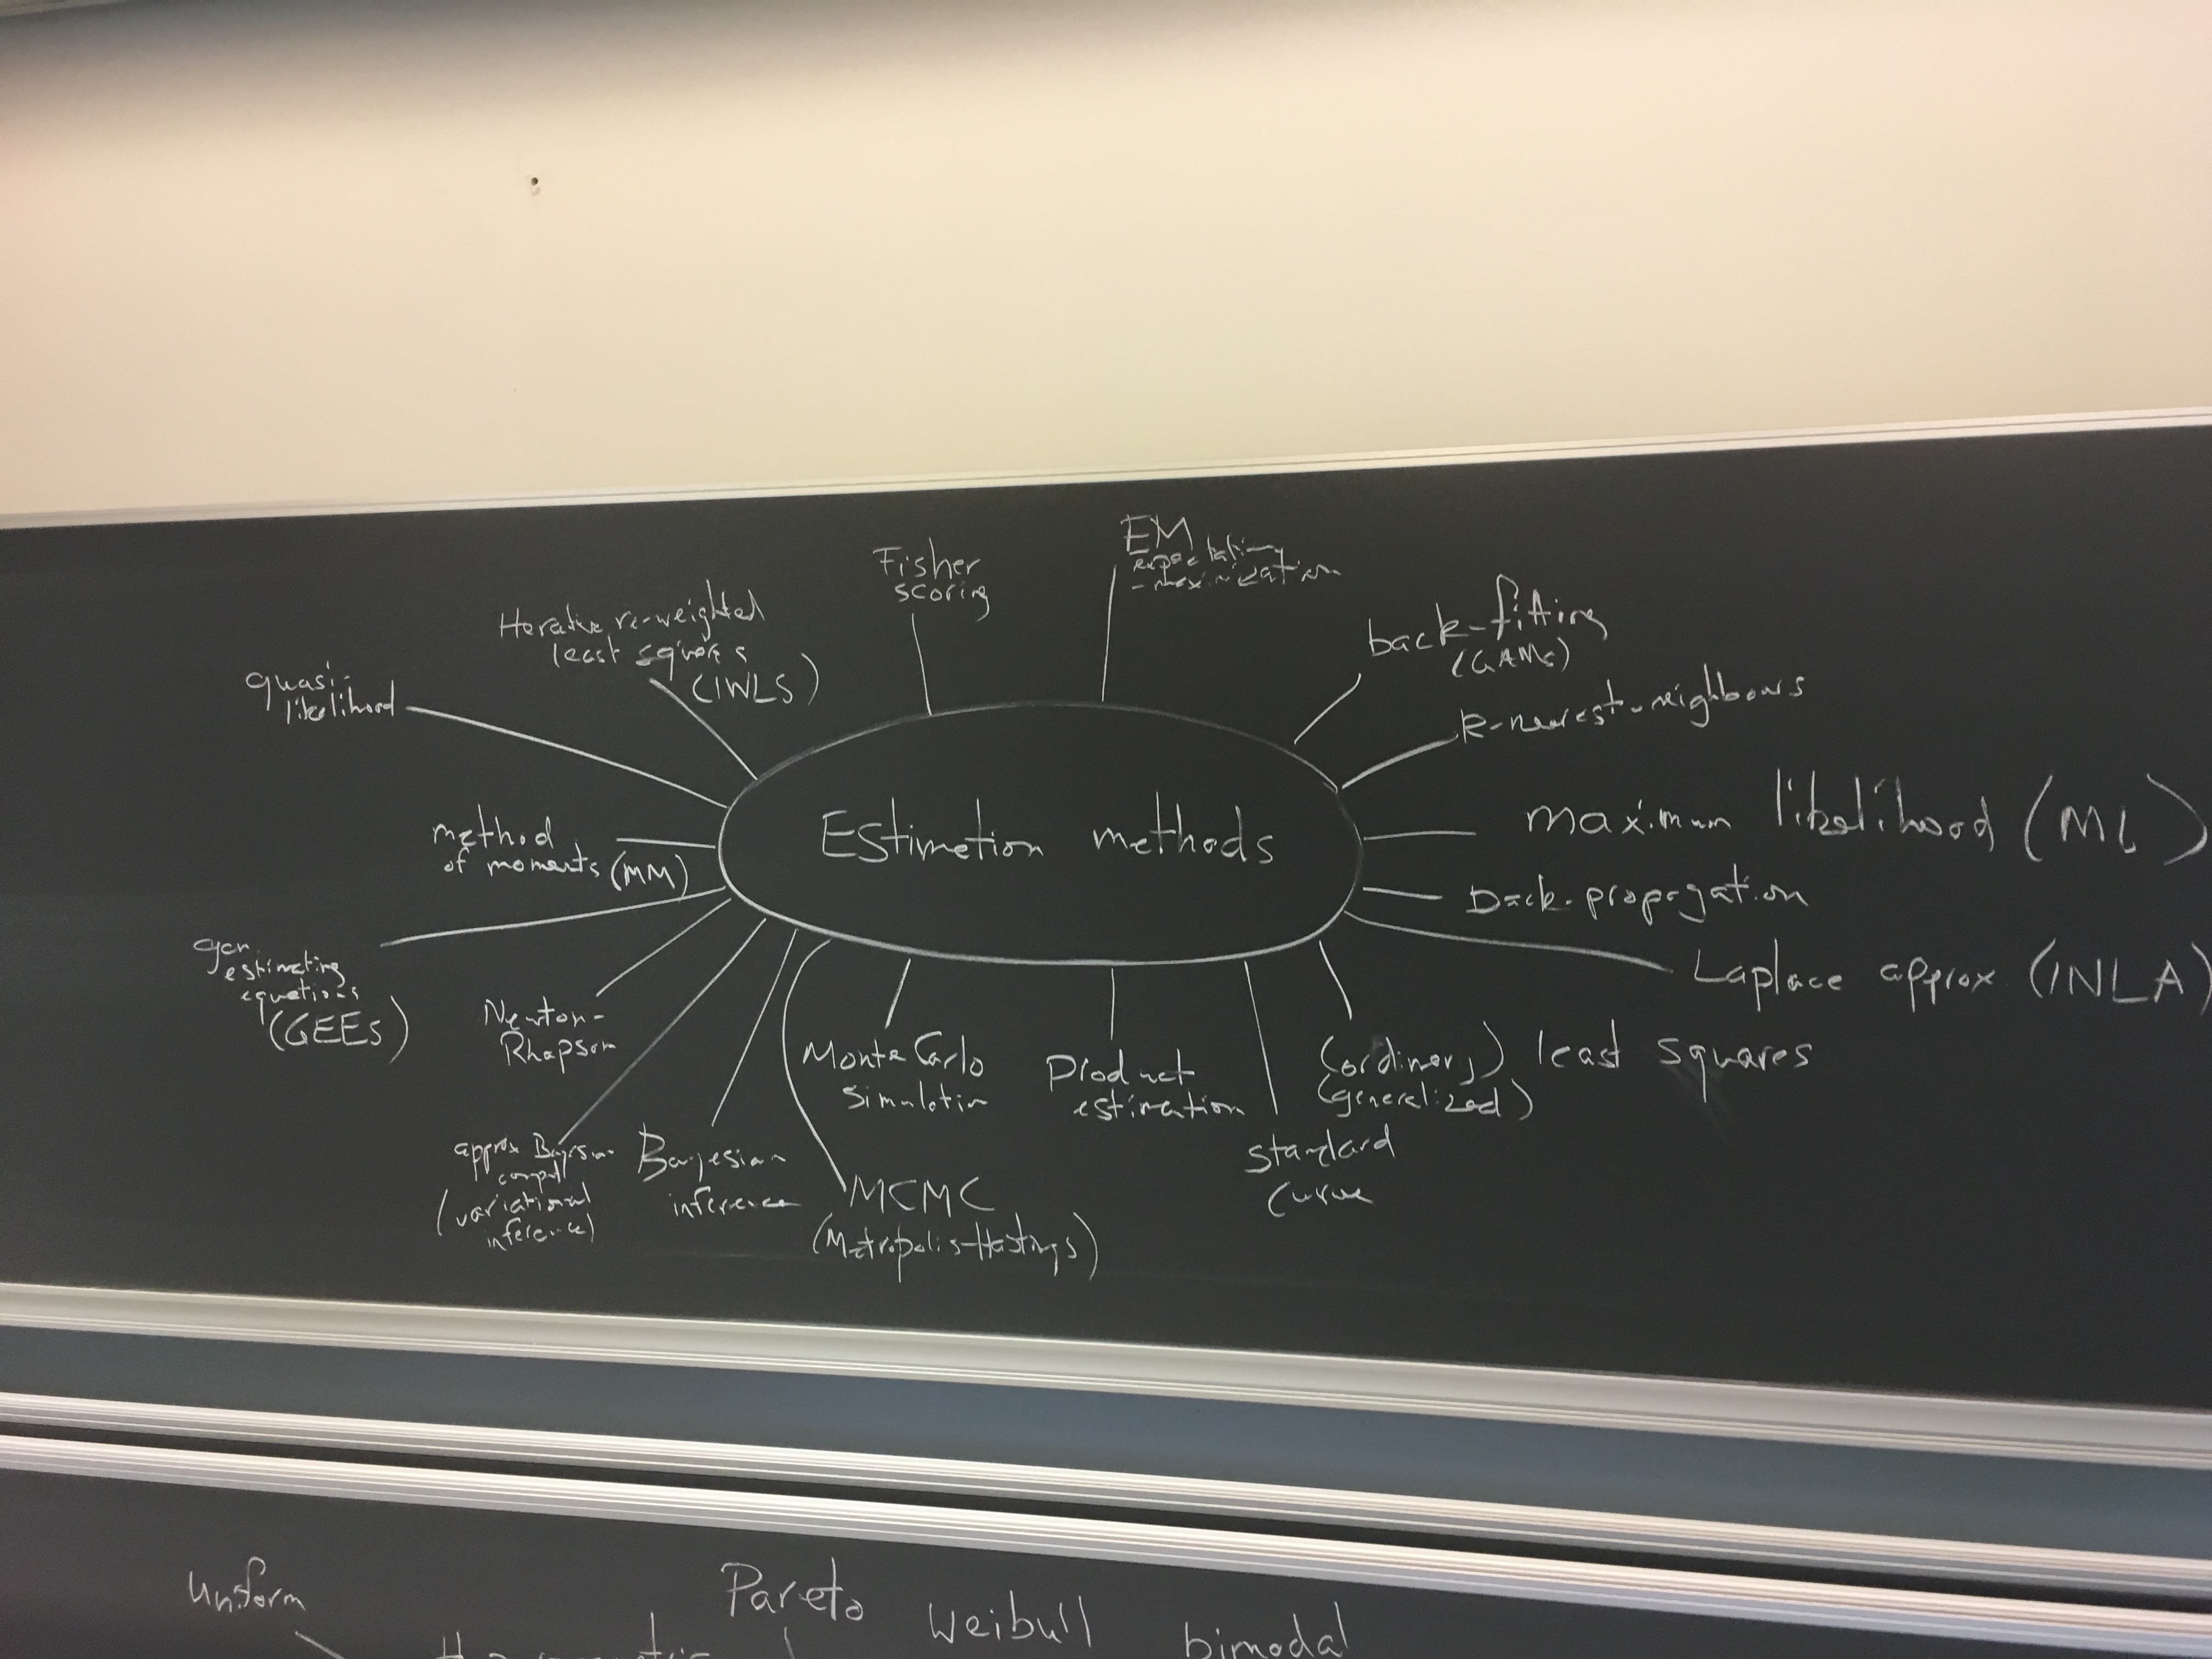 EM
expectation
-maximization
Fisher
scoring
Iterative re-weighted
least squares
(IWLS)
back-fitting
(GAMs)
quasi-
likelihood
k-nearest-neighbours
Estimation methods
maximum likelihood (ML)
method
of moments (MM)
Back-propagation
gen
estimating
equations
(GEEs)
Laplace approx. (INLA)
Newton-
Rhapson
Monte Carlo
simulation
Product
estimation
(ordinary) least squares
(generalized)
approx Bayesian
comput
(variational
inference)
Bayesian
inference
MCMC
(Metropolis-Hastings)
standard
curve
Uniform
Pareto
Weibull
bimodal